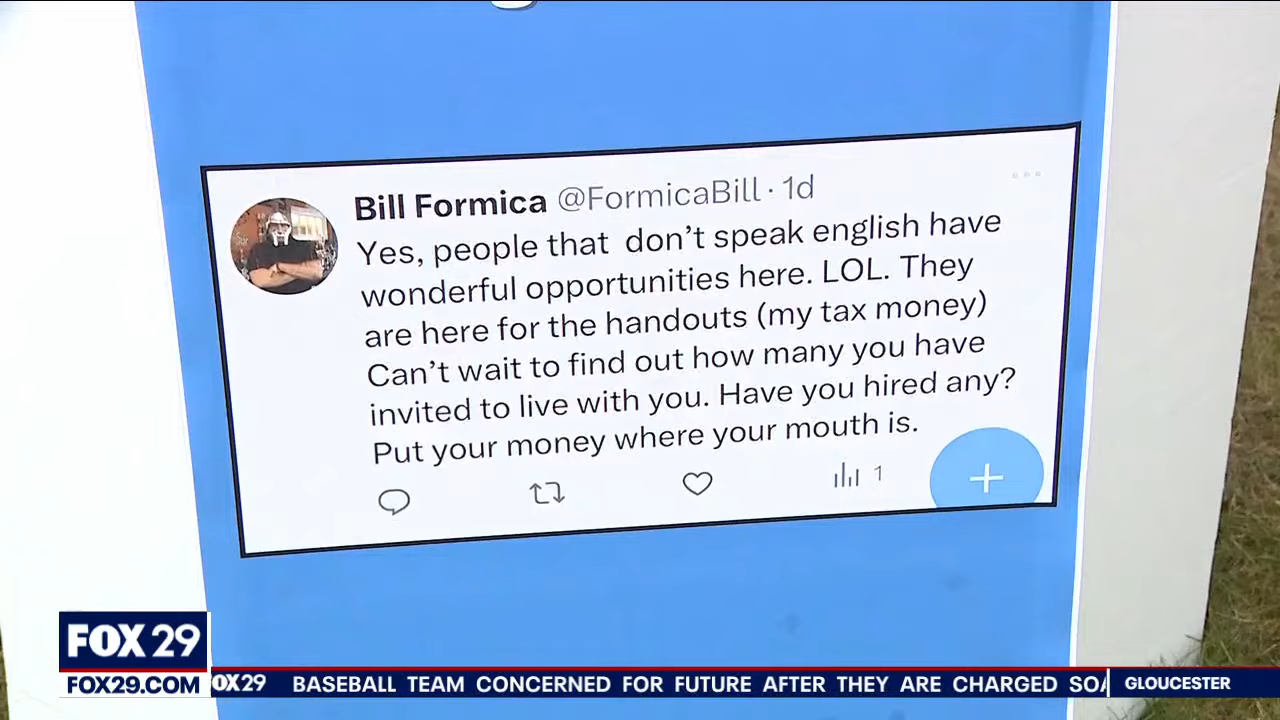 Bill Formica @FormicaBill · 1d
Yes, people that don't speak english have
wonderful opportunities here. LOL. They
are here for the handouts (my tax money)
Can't wait to find out how many you have
invited to live with you. Have you hired any?
Put your money where your mouth is.
1
FOX 29
FOX29.COM
OX29 BASEBALL TEAM CONCERNED FOR FUTURE AFTER THEY ARE CHARGED
GLOUCESTER